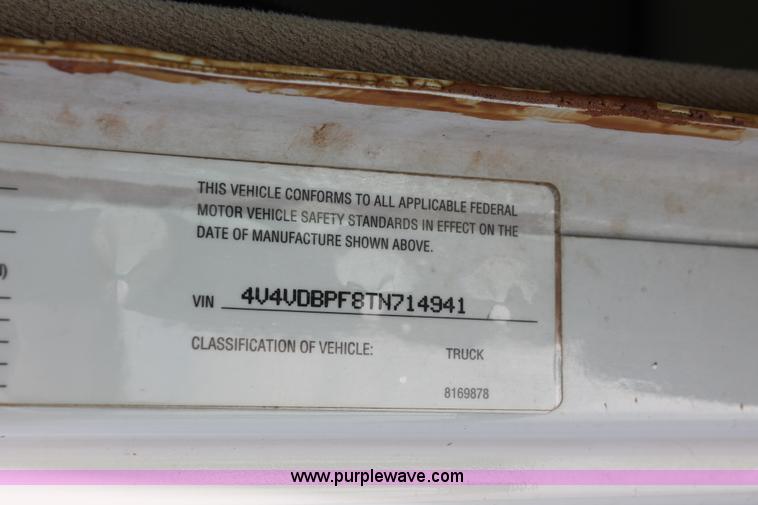 THIS VEHICLE CONFORMS TO ALL APPLICABLE FEDERAL
MOTOR VEHICLE SAFETY STANDARDS IN EFFECT ON THE
DATE OF MANUFACTURE SHOWN ABOVE.
VIN 4V4VDBPF8TN714941
CLASSIFICATION OF VEHICLE: TRUCK
8169878
www.purplewave.com